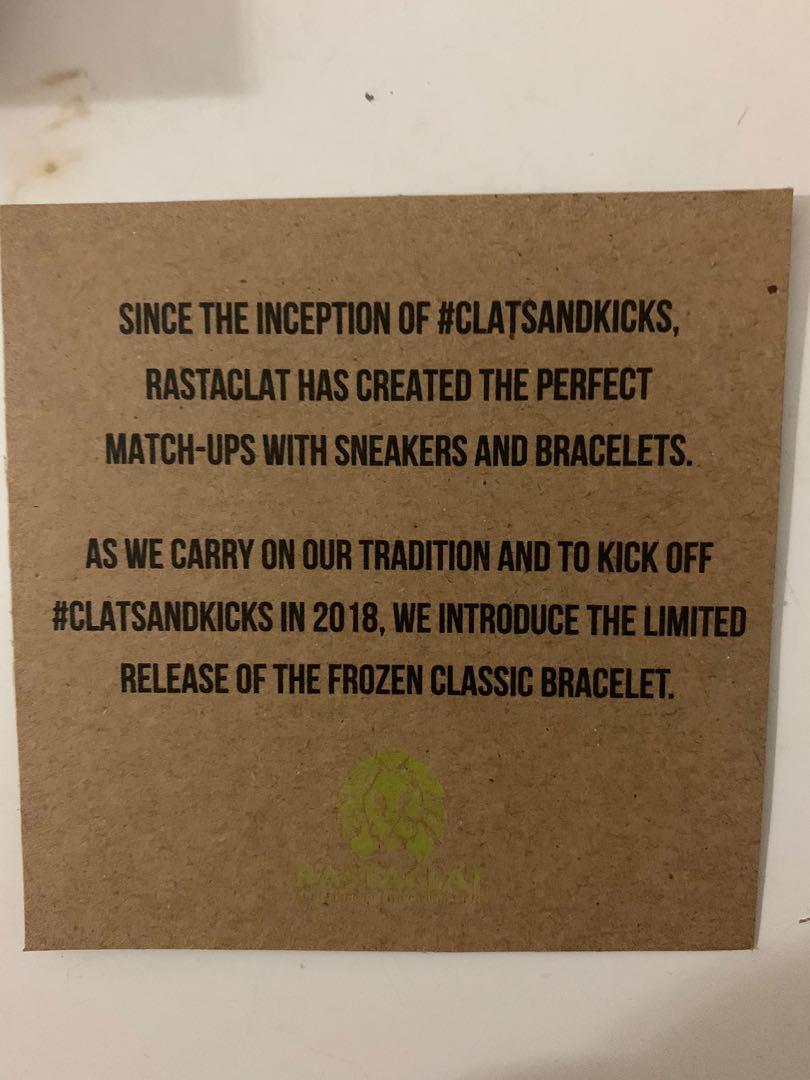 SINCE THE INCEPTION OF #CLATSANDKICKS,
RASTACLAT HAS CREATED THE PERFECT
MATCH-UPS WITH SNEAKERS AND BRACELETS.
AS WE CARRY ON OUR TRADITION AND TO KICK OFF
#CLATSANDKICKS IN 2018, WE INTRODUCE THE LIMITED
RELEASE OF THE FROZEN CLASSIC BRACELET.
RASTACLAT